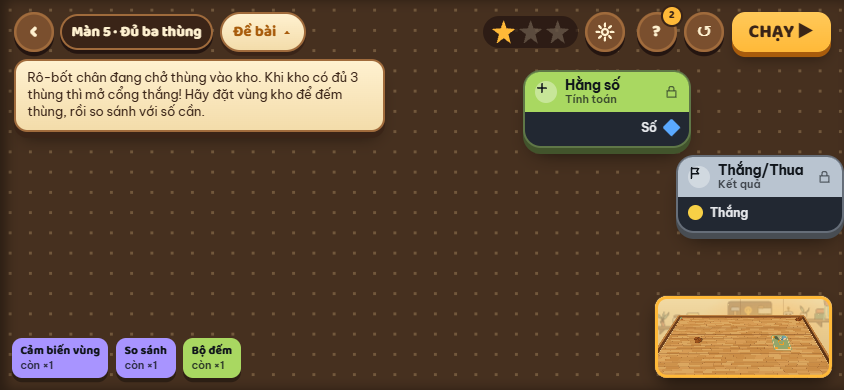 Màn 5 · Đủ ba thùng
Đề bài
?
2
CHẠY
Rô-bốt chân đang chở thùng vào kho. Khi kho có đủ 3
thùng thì mở cổng thắng! Hãy đặt vùng kho để đếm
thùng, rồi so sánh với số cần.
Hằng số
Tính toán
Số
Thắng/Thua
Kết quả
Thắng
Cảm biến vùng
còn ×1
So sánh
còn ×1
Bộ đếm
còn ×1